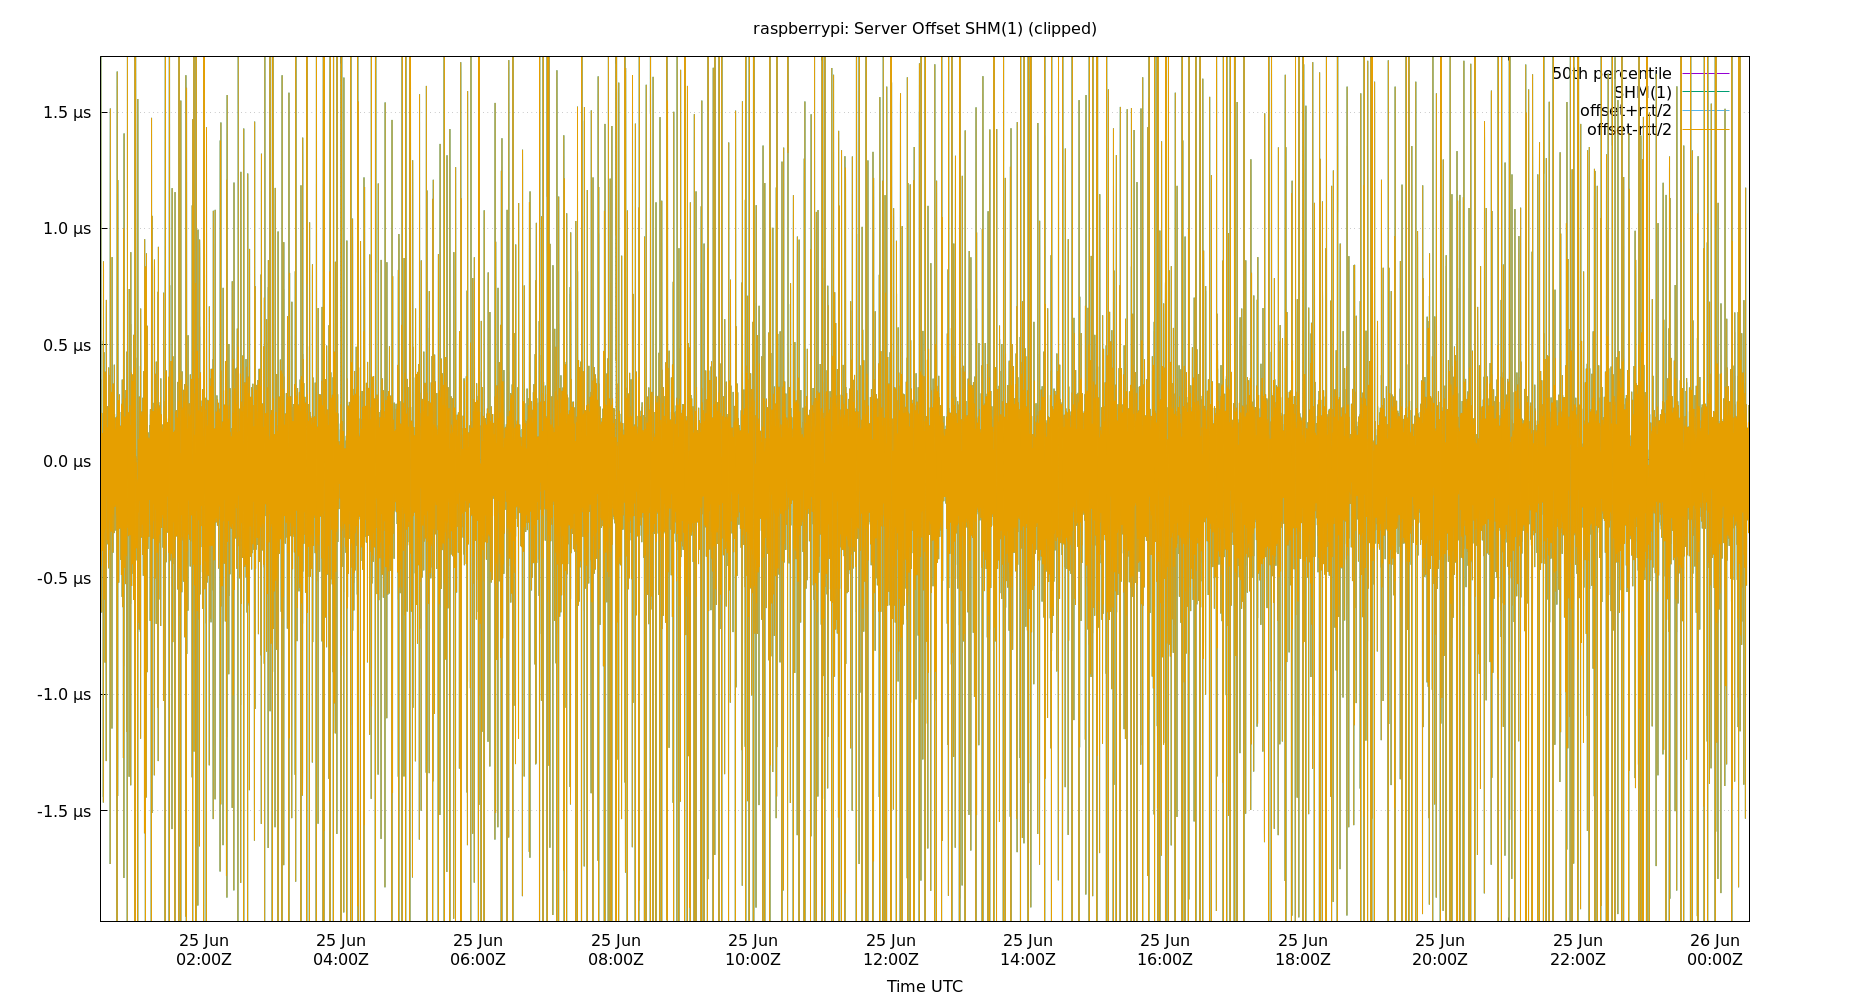 raspberrypi: Server Offset SHM(1) (clipped)
50th percentile
SHM(1)
offset+rtt/2
offset-rtt/2
1.5 µs
1.0 µs
0.5 µs
0.0 µs
-0.5 µs
-1.0 µs
-1.5 µs
25 Jun 25 Jun 25 Jun 25 Jun 25 Jun 25 Jun 25 Jun 25 Jun 25 Jun 25 Jun 25 Jun 26 Jun
02:00Z 04:00Z 06:00Z 08:00Z 10:00Z 12:00Z 14:00Z 16:00Z 18:00Z 20:00Z 22:00Z 00:00Z
Time UTC